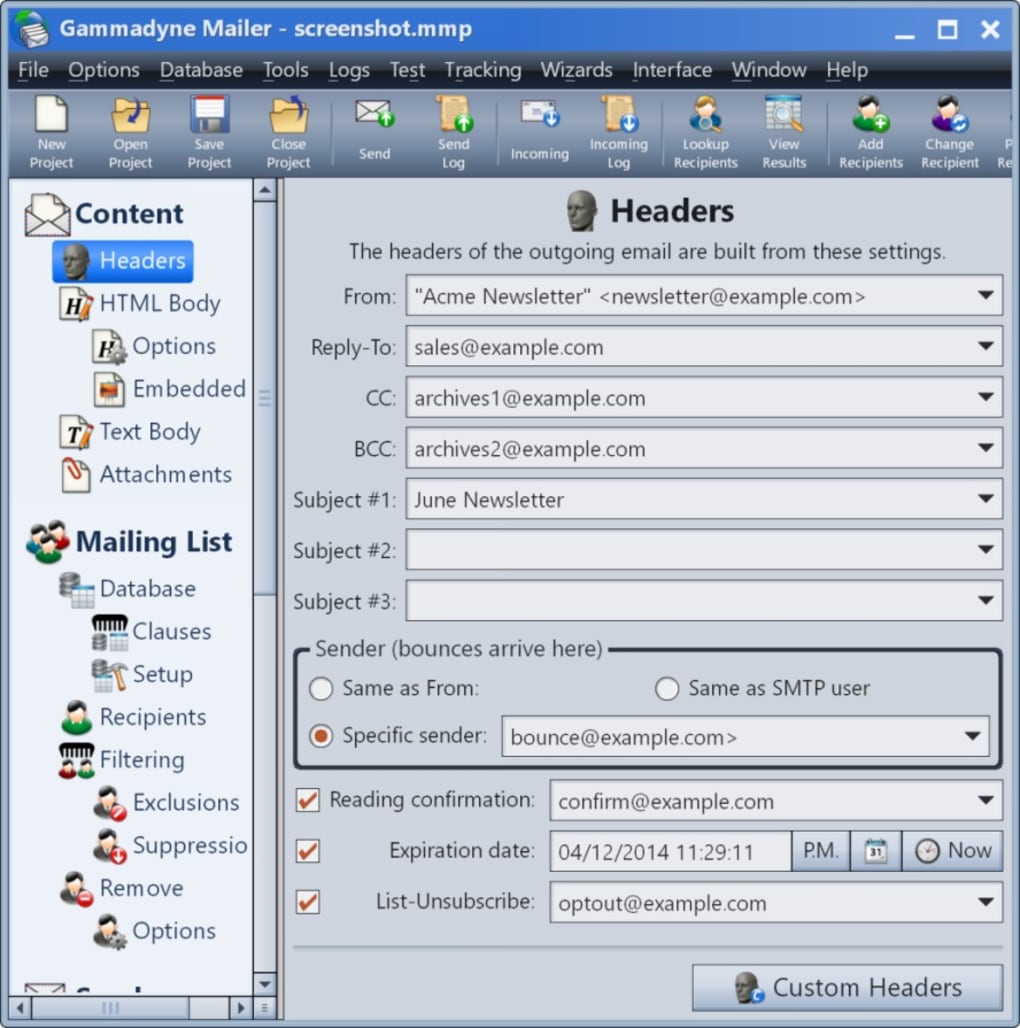 Gammadyne Mailer - screenshot.mmp
File Options Database Tools Logs Test Tracking Wizards Interface Window Help
New Project
Open Project
Save Project
Close Project
Send
Send Log
Incoming
Incoming Log
Lookup Recipients
View Results
Add Recipients
Change Recipient
Content
Headers
HTML Body
Options
Embedded
Text Body
Attachments
Mailing List
Database
Clauses
Setup
Recipients
Filtering
Exclusions
Suppressio
Remove
Options
Headers
The headers of the outgoing email are built from these settings.
From: "Acme Newsletter" <newsletter@example.com>
Reply-To: sales@example.com
CC: archives1@example.com
BCC: archives2@example.com
Subject #1: June Newsletter
Subject #2:
Subject #3:
Sender (bounces arrive here)
Same as From: Same as SMTP user
Specific sender: bounce@example.com>
Reading confirmation: confirm@example.com
Expiration date: 04/12/2014 11:29:11 P.M. 31 Now
List-Unsubscribe: optout@example.com
Custom Headers